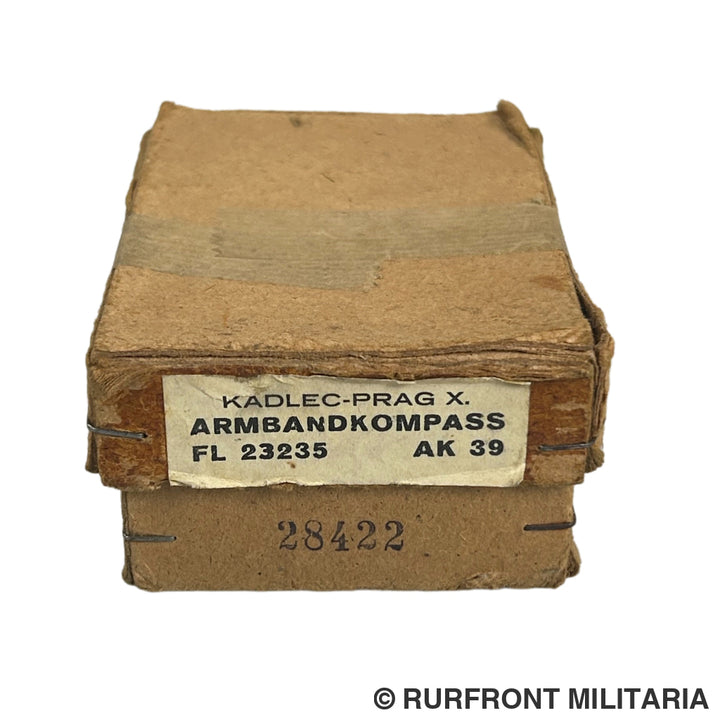 KADLEC-PRAG X.
ARMBANDKOMPASS
FL 23235 AK 39
28422
© RURFRONT MILITARIA